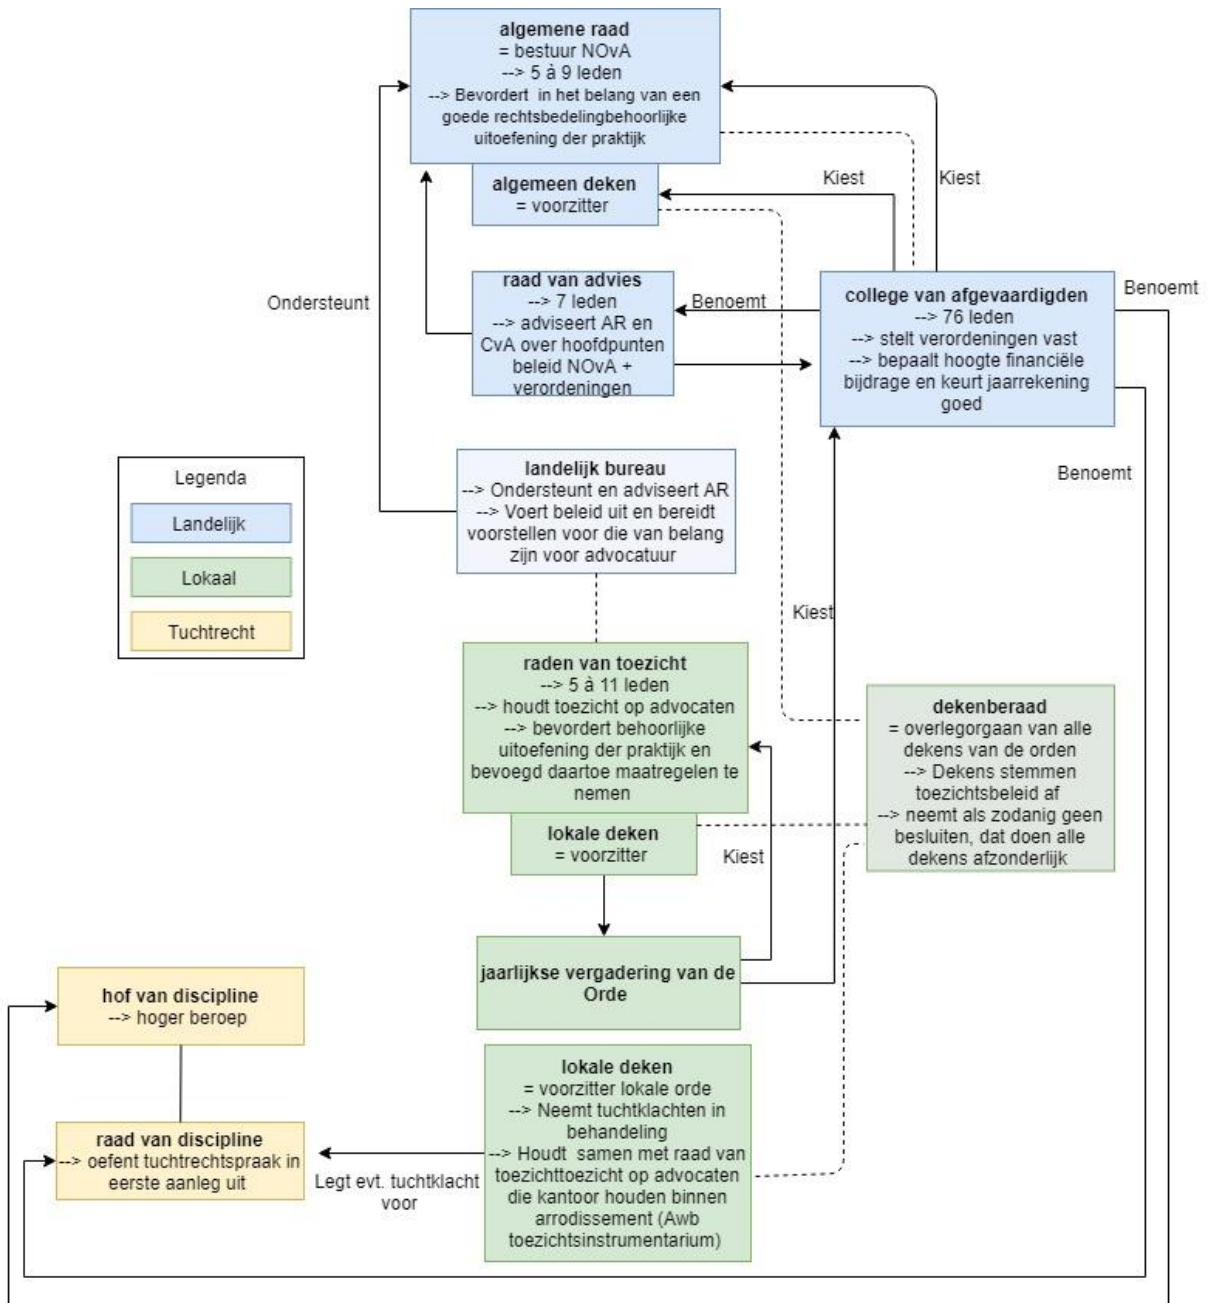 algemene raad
= bestuur NOvA
--> 5 à 9 leden
--> Bevordert in het belang van een
goede rechtsbedelingbehoorlijke
uitoefening der praktijk
algemeen deken
= voorzitter
Kiest
Kiest
Ondersteunt
raad van advies
--> 7 leden
--> adviseert AR en
CvA over hoofdpunten
beleid NOvA +
verordeningen
Benoemt
college van afgevaardigden
--> 76 leden
--> stelt verordeningen vast
--> bepaalt hoogte financiële
bijdrage en keurt jaarrekening
goed
Benoemt
Benoemt
Legenda
Landelijk
Lokaal
Tuchtrecht
landelijk bureau
--> Ondersteunt en adviseert AR
--> Voert beleid uit en bereidt
voorstellen voor die van belang
zijn voor advocatuur
Kiest
raden van toezicht
--> 5 à 11 leden
--> houdt toezicht op advocaten
--> bevordert behoorlijke
uitoefening der praktijk en
bevoegd daartoe maatregelen te
nemen
lokale deken
= voorzitter
Kiest
dekenberaad
= overlegorgaan van alle
dekens van de orden
--> Dekens stemmen
toezichtsbeleid af
--> neemt als zodanig geen
besluiten, dat doen alle
dekens afzonderlijk
jaarlijkse vergadering van de
Orde
hof van discipline
--> hoger beroep
raad van discipline
--> oefent tuchtrechtspraak in
eerste aanleg uit
Legt evt. tuchtklacht
voor
lokale deken
= voorzitter lokale orde
--> Neemt tuchtklachten in
behandeling
--> Houdt samen met raad van
toezichttoezicht op advocaten
die kantoor houden binnen
arrodissement (Awb
toezichtsinstrumentarium)